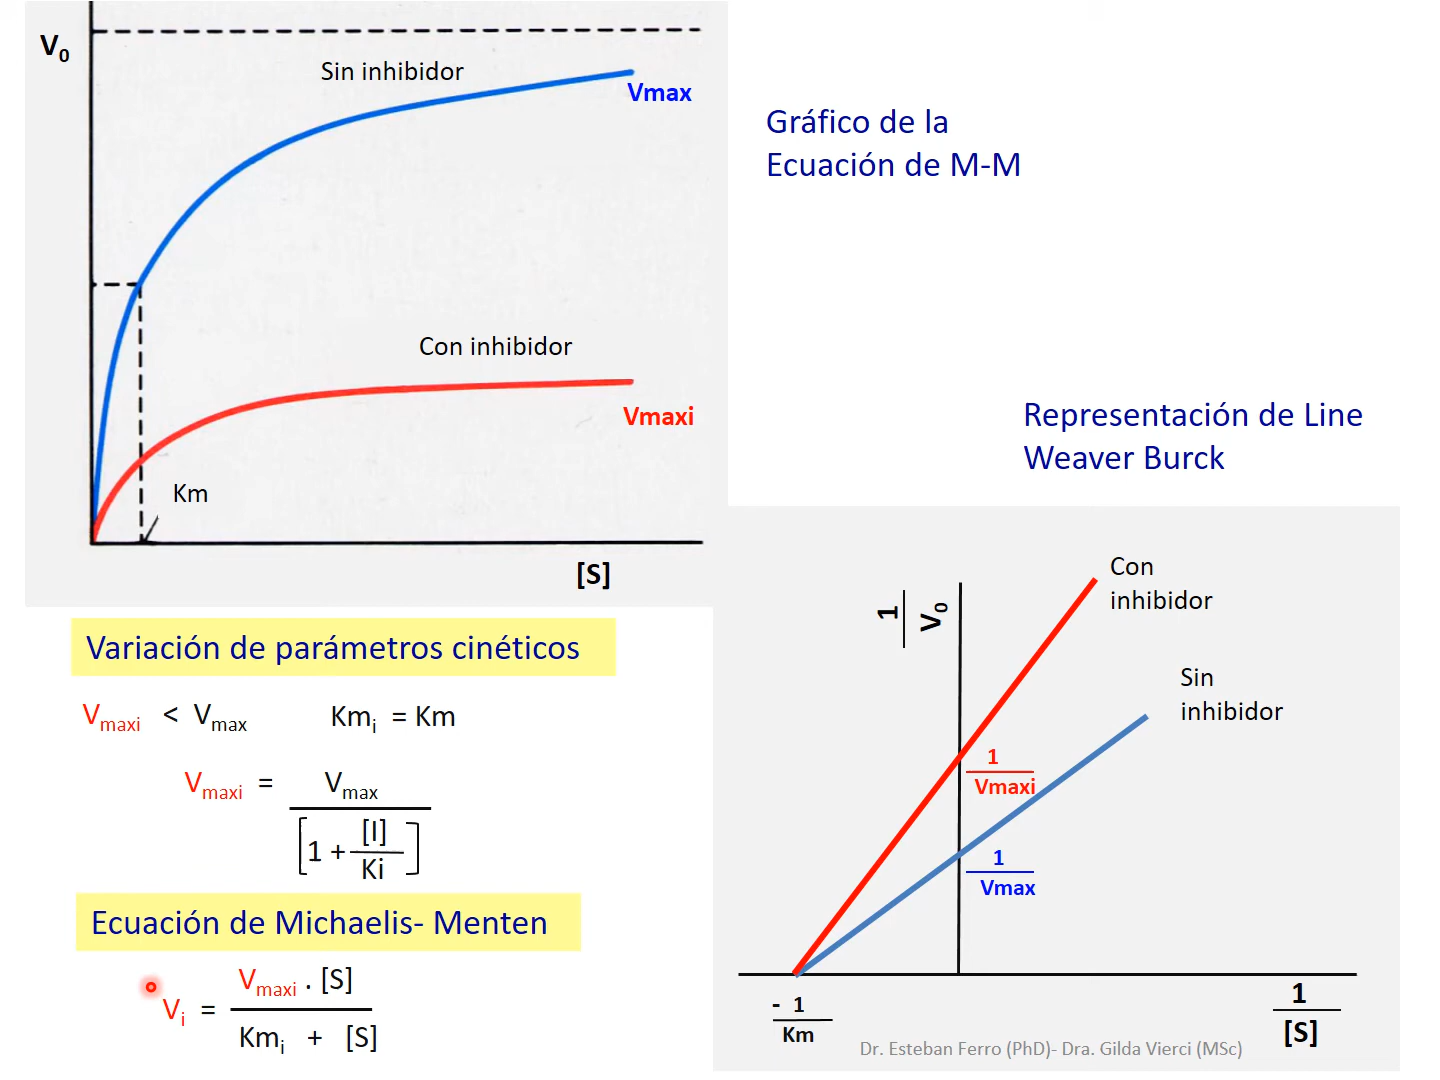 V0
Sin inhibidor
Vmax
Con inhibidor
Vmaxi
Km
[S]
Gráfico de la
Ecuación de M-M
Variación de parámetros cinéticos
Vmaxi < Vmax Kmi = Km
Vmaxi = Vmax
[1 + [I]
Ki ]
Ecuación de Michaelis- Menten
Vi = Vmaxi . [S]
Kmi + [S]
Representación de Line
Weaver Burck
1
V0
Con
inhibidor
Sin
inhibidor
1
Vmaxi
1
Vmax
- 1
Km
1
[S]
Dr. Esteban Ferro (PhD)- Dra. Gilda Vierci (MSc)